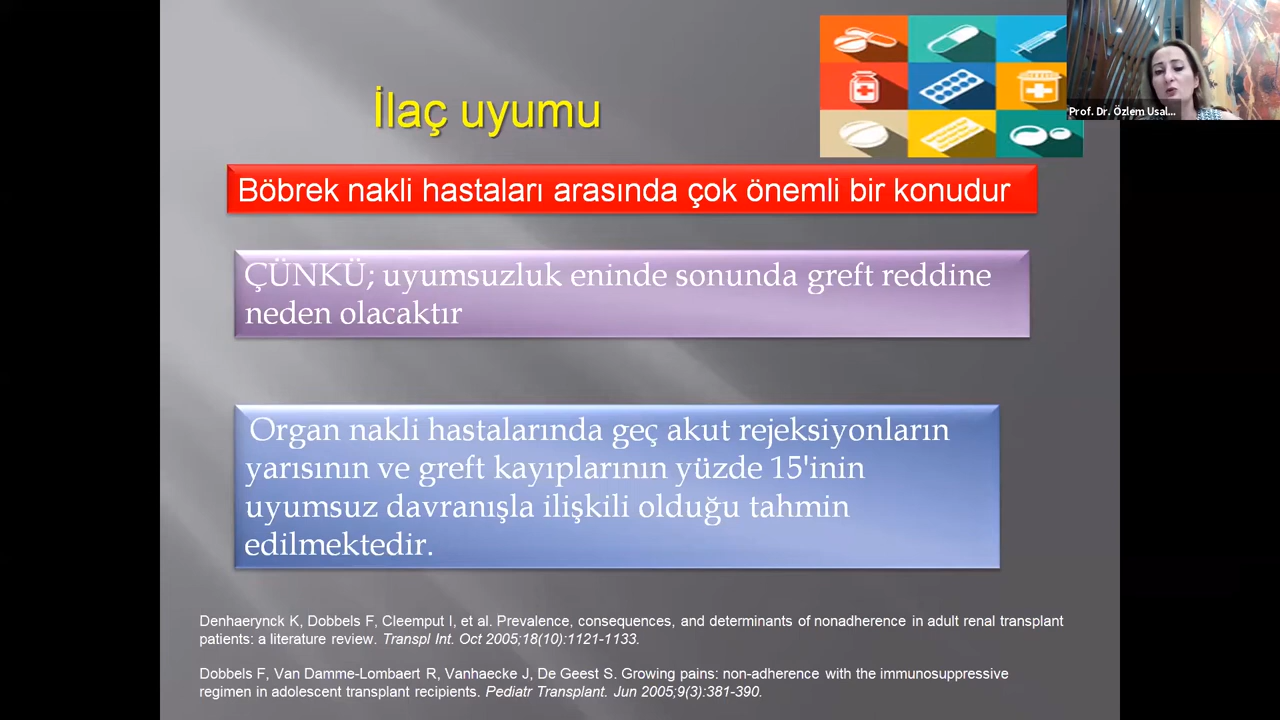 İlaç uyumu
Prof. Dr. Özlem Usal...
Böbrek nakli hastaları arasında çok önemli bir konudur
ÇÜNKÜ; uyumsuzluk eninde sonunda greft reddine
neden olacaktır
Organ nakli hastalarında geç akut rejeksiyonların
yarısının ve greft kayıplarının yüzde 15'inin
uyumsuz davranışla ilişkili olduğu tahmin
edilmektedir.
Denhaerynck K, Dobbels F, Cleemput I, et al. Prevalence, consequences, and determinants of nonadherence in adult renal transplant
patients: a literature review. Transpl Int. Oct 2005;18(10):1121-1133.
Dobbels F, Van Damme-Lombaert R, Vanhaecke J, De Geest S. Growing pains: non-adherence with the immunosuppressive
regimen in adolescent transplant recipients. Pediatr Transplant. Jun 2005;9(3):381-390.